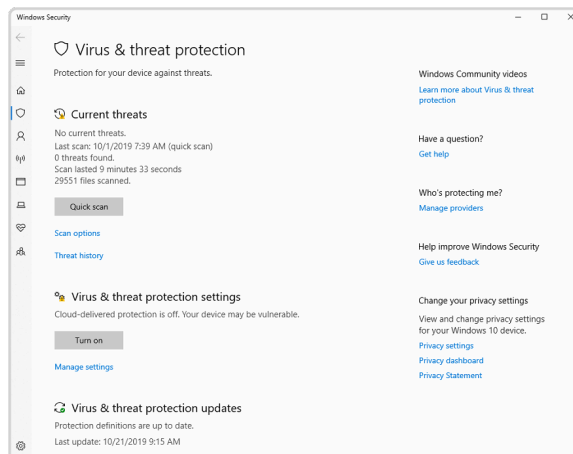 Windows Security
Virus & threat protection
Protection for your device against threats.
Current threats
No current threats.
Last scan: 10/1/2019 7:39 AM (quick scan)
0 threats found.
Scan lasted 9 minutes 33 seconds
29551 files scanned.
Quick scan
Scan options
Threat history
Virus & threat protection settings
Cloud-delivered protection is off. Your device may be vulnerable.
Turn on
Manage settings
Virus & threat protection updates
Protection definitions are up to date.
Last update: 10/21/2019 9:15 AM
Windows Community videos
Learn more about Virus & threat
protection
Have a question?
Get help
Who's protecting me?
Manage providers
Help improve Windows Security
Give us feedback
Change your privacy settings
View and change privacy settings
for your Windows 10 device.
Privacy settings
Privacy dashboard
Privacy Statement